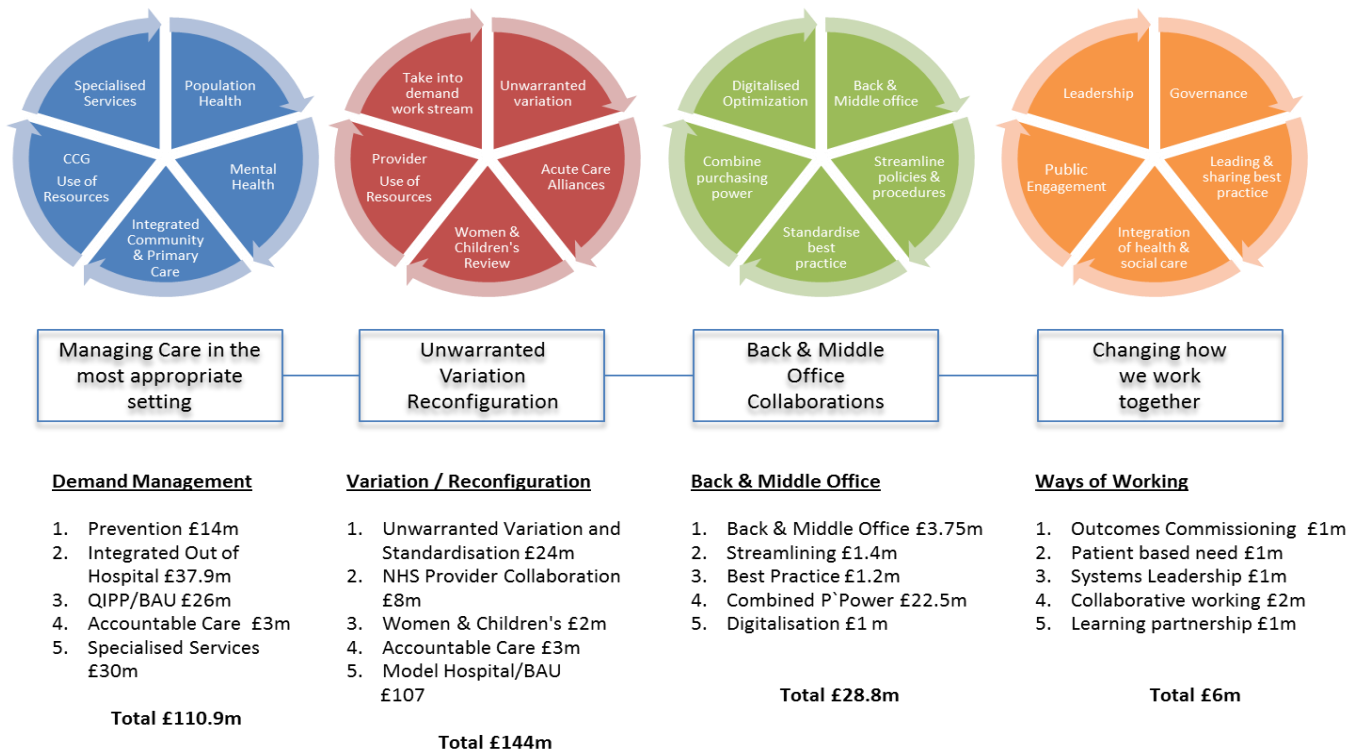 Specialised
Services
Population
Health
Mental
Health
Integrated
Community
& Primary
Care
CCG
Use of
Resources
Take into
demand
work stream
Unwarranted
variation
Acute Care
Alliances
Women &
Children's
Review
Provider
Use of
Resources
Digitalised
Optimization
Back &
Middle office
Streamline
policies &
procedures
Standardise
best
practice
Combine
purchasing
power
Leadership
Governance
Leading &
sharing best
practice
Integration
of health &
social care
Public
Engagement
Managing Care in the
most appropriate
setting
Unwarranted
Variation
Reconfiguration
Back & Middle
Office
Collaborations
Changing how
we work
together
Demand Management
1. Prevention £14m
2. Integrated Out of
Hospital £37.9m
3. QIPP/BAU £26m
4. Accountable Care £3m
5. Specialised Services
£30m
Total £110.9m
Variation / Reconfiguration
1. Unwarranted Variation and
Standardisation £24m
2. NHS Provider Collaboration
£8m
3. Women & Children's £2m
4. Accountable Care £3m
5. Model Hospital/BAU
£107
Total £144m
Back & Middle Office
1. Back & Middle Office £3.75m
2. Streamlining £1.4m
3. Best Practice £1.2m
4. Combined P`Power £22.5m
5. Digitalisation £1 m
Total £28.8m
Ways of Working
1. Outcomes Commissioning £1m
2. Patient based need £1m
3. Systems Leadership £1m
4. Collaborative working £2m
5. Learning partnership £1m
Total £6m